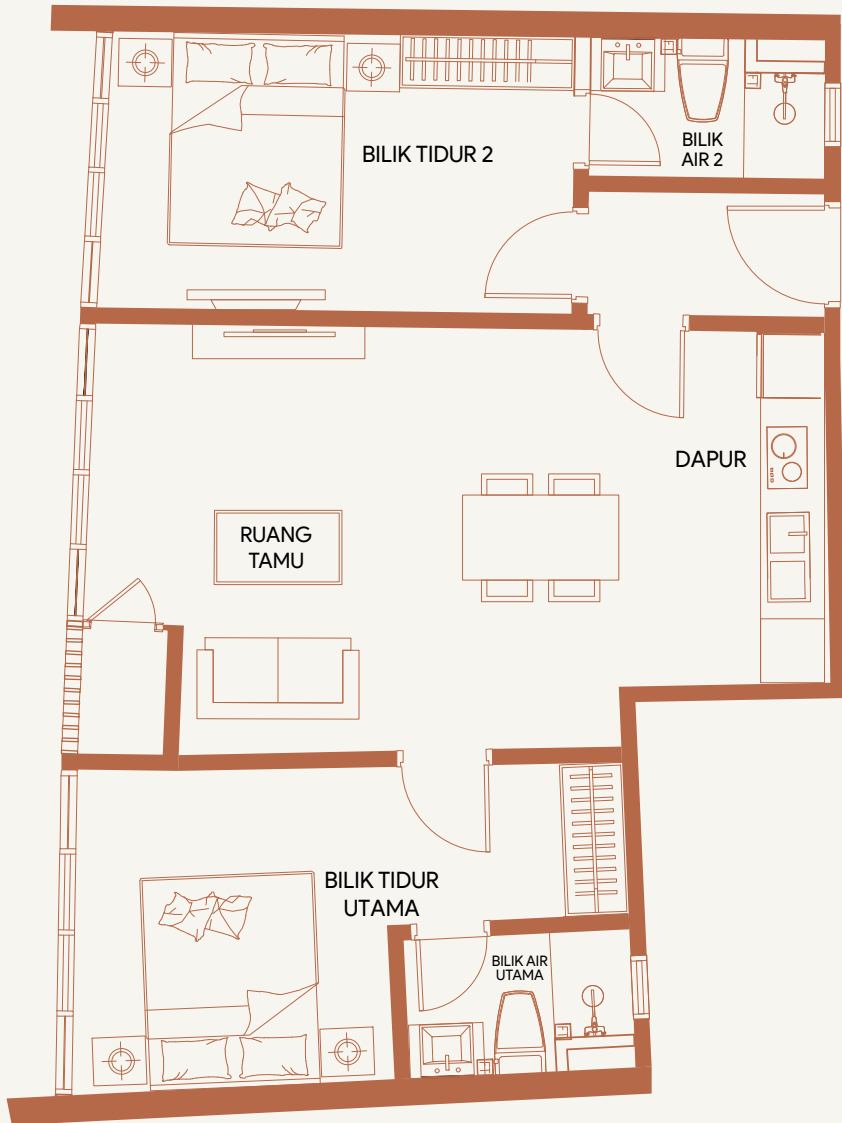 BILIK TIDUR 2
BILIK
AIR 2
DAPUR
RUANG
TAMU
BILIK TIDUR
UTAMA
BILIK AIR
UTAMA